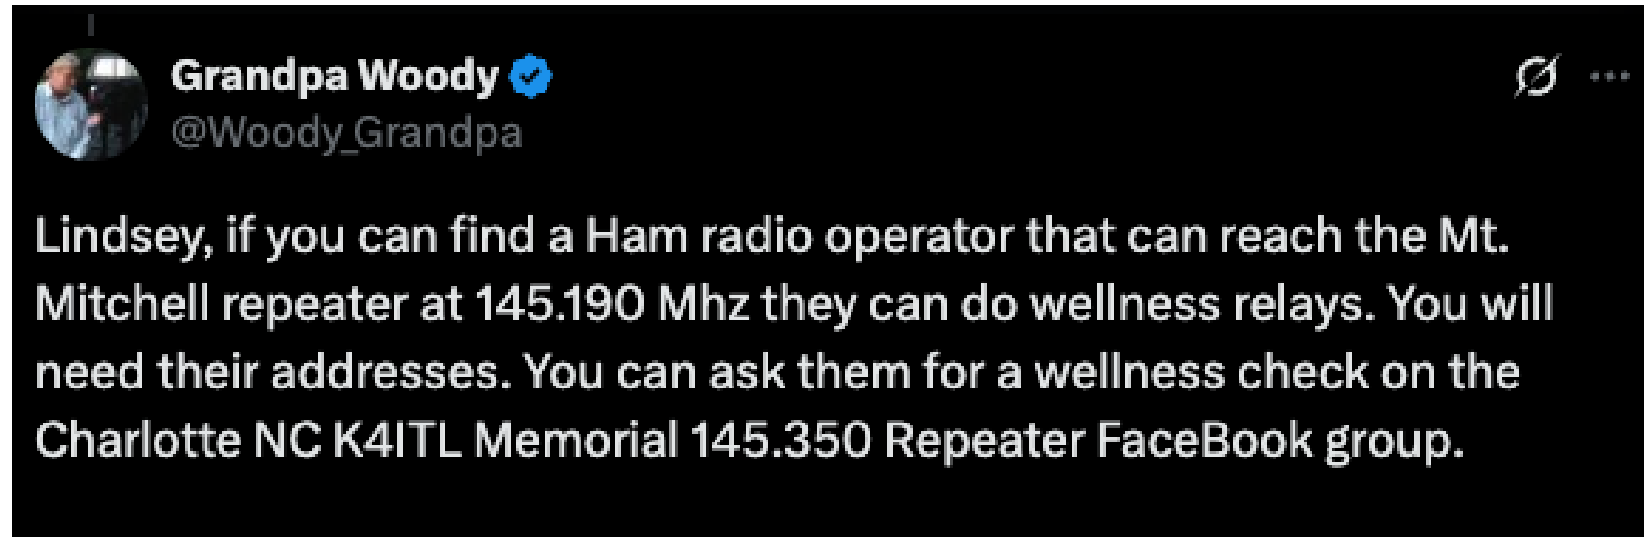 Grandpa Woody
@Woody_Grandpa
Lindsey, if you can find a Ham radio operator that can reach the Mt.
Mitchell repeater at 145.190 Mhz they can do wellness relays. You will
need their addresses. You can ask them for a wellness check on the
Charlotte NC K4ITL Memorial 145.350 Repeater FaceBook group.